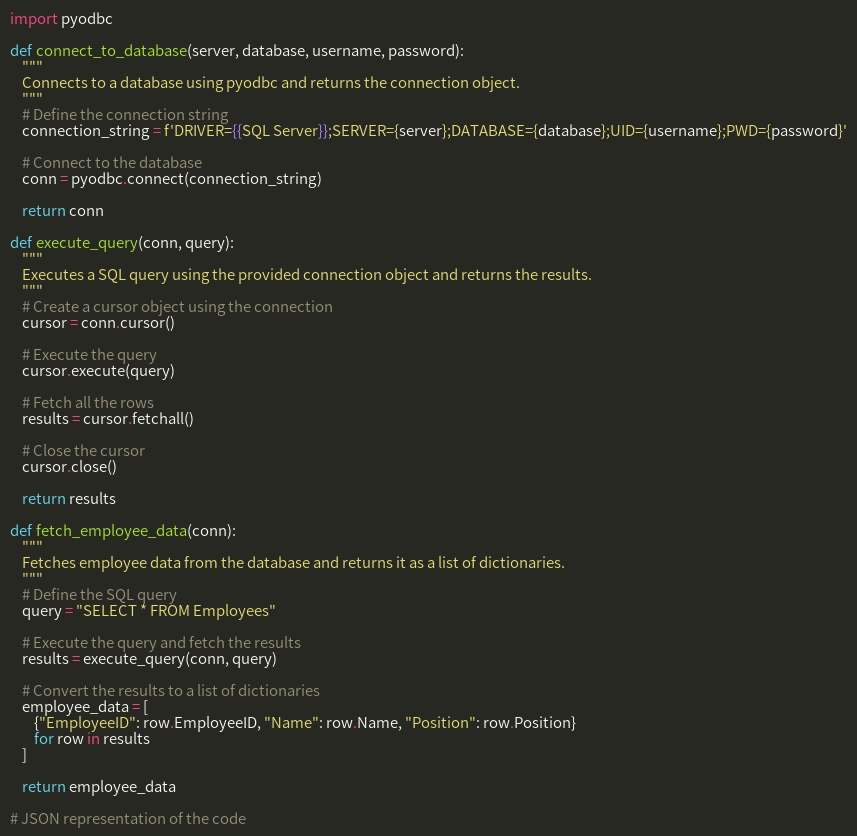 import pyodbc

def connect_to_database(server, database, username, password):
    """
    Connects to a database using pyodbc and returns the connection object.
    """
    # Define the connection string
    connection_string = f'DRIVER={{SQL Server}};SERVER={server};DATABASE={database};UID={username};PWD={password}'

    # Connect to the database
    conn = pyodbc.connect(connection_string)

    return conn

def execute_query(conn, query):
    """
    Executes a SQL query using the provided connection object and returns the results.
    """
    # Create a cursor object using the connection
    cursor = conn.cursor()

    # Execute the query
    cursor.execute(query)

    # Fetch all the rows
    results = cursor.fetchall()

    # Close the cursor
    cursor.close()

    return results

def fetch_employee_data(conn):
    """
    Fetches employee data from the database and returns it as a list of dictionaries.
    """
    # Define the SQL query
    query = "SELECT * FROM Employees"

    # Execute the query and fetch the results
    results = execute_query(conn, query)

    # Convert the results to a list of dictionaries
    employee_data = [
        {"EmployeeID": row.EmployeeID, "Name": row.Name, "Position": row.Position}
        for row in results
    ]

    return employee_data

# JSON representation of the code